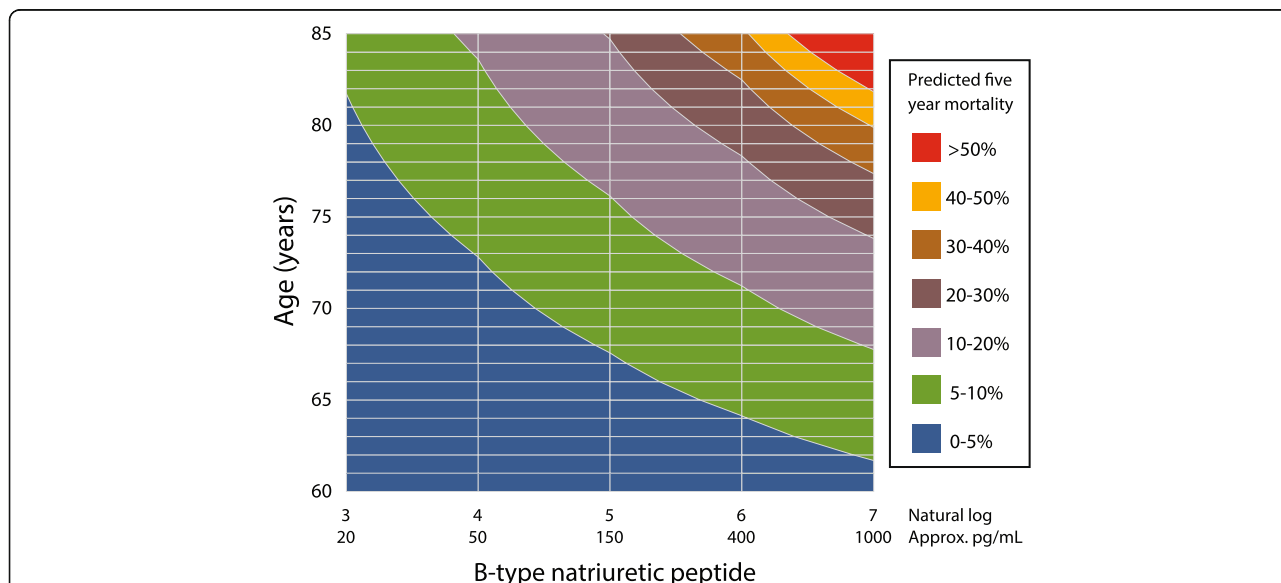 85
80
75
70
65
60
Age (years)
3 4 5 6 7 Natural log
20 50 150 400 1000 Approx. pg/mL
B-type natriuretic peptide
Predicted five
year mortality
>50%
40-50%
30-40%
20-30%
10-20%
5-10%
0-5%